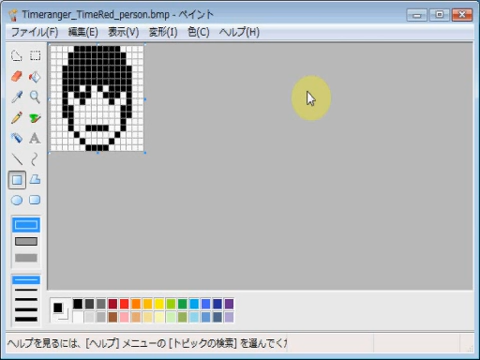 Timeranger_TimeRed_person.bmp - ペイント
ファイル(F) 編集(E) 表示(V) 変形(I) 色(C) ヘルプ(H)
A
ヘルプを見るには、[ヘルプ] メニューの [トピックの検索] を選んでくだ